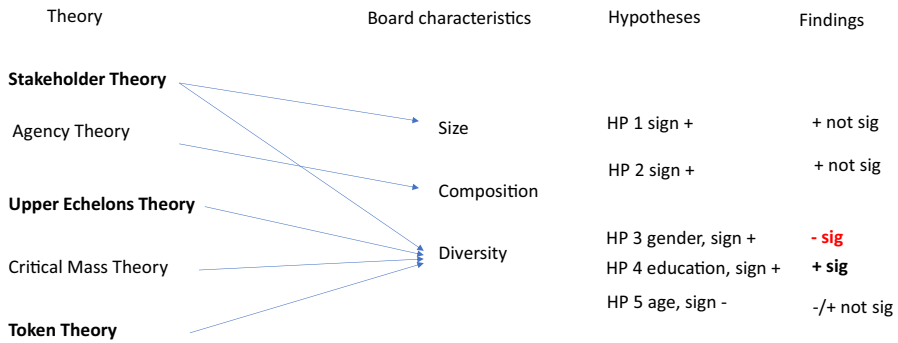 Theory
Board characteristics
Hypotheses
Findings
Stakeholder Theory
Agency Theory
Upper Echelons Theory
Critical Mass Theory
Token Theory
Size
Composition
Diversity
HP 1 sign +
HP 2 sign +
HP 3 gender, sign +
HP 4 education, sign +
HP 5 age, sign -
+ not sig
+ not sig
- sig
+ sig
-/+ not sig